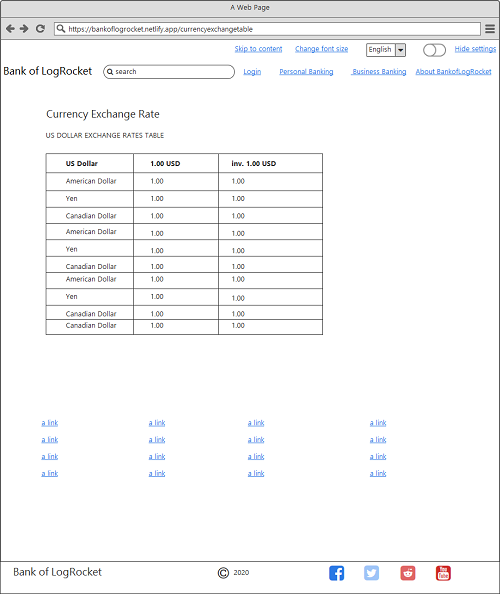 A Web Page
https://bankoflogrocket.netlify.app/currencyexchangetable
Skip to content Change font size English Hide settings
Bank of LogRocket search Login Personal Banking Business Banking About BankofLogRocket
Currency Exchange Rate
US DOLLAR EXCHANGE RATES TABLE
US Dollar 1.00 USD inv. 1.00 USD
American Dollar 1.00 1.00
Yen 1.00 1.00
Canadian Dollar 1.00 1.00
American Dollar 1.00 1.00
Yen 1.00 1.00
Canadian Dollar 1.00 1.00
American Dollar 1.00 1.00
Yen 1.00 1.00
Canadian Dollar 1.00 1.00
Canadian Dollar 1.00 1.00
a link a link a link a link
a link a link a link a link
a link a link a link a link
a link a link a link a link
Bank of LogRocket © 2020 You Tube